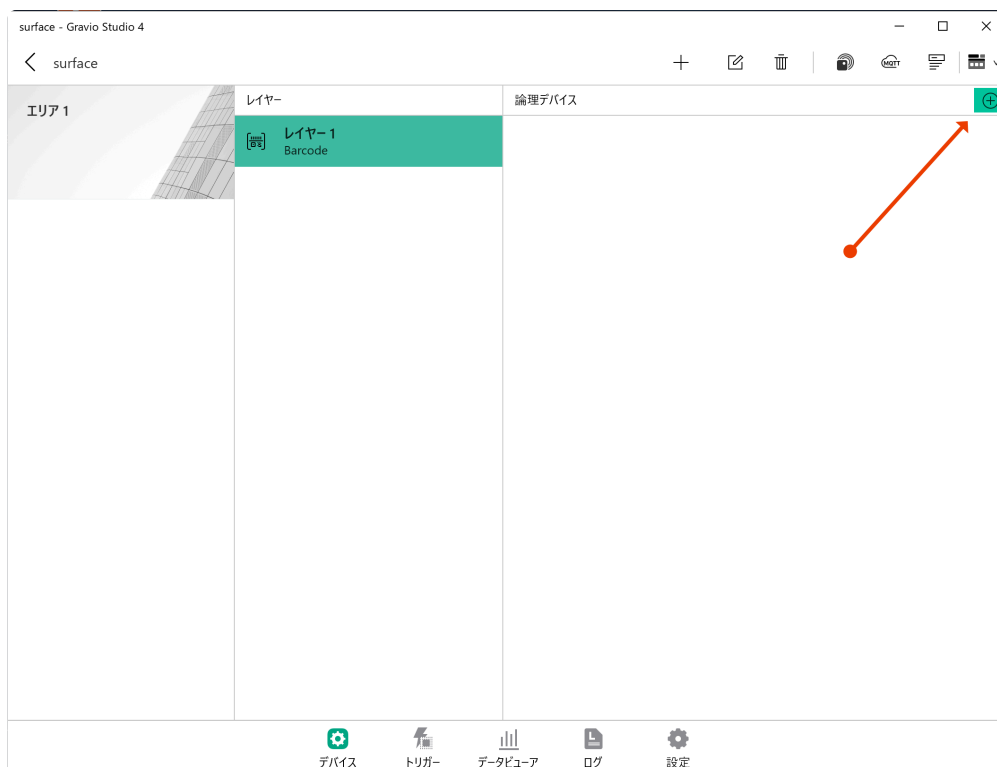 surface - Gravio Studio 4
surface
MQTT
エリア 1
レイヤー
論理デバイス
レイヤー 1
Barcode
デバイス
トリガー
データビューア
ログ
設定